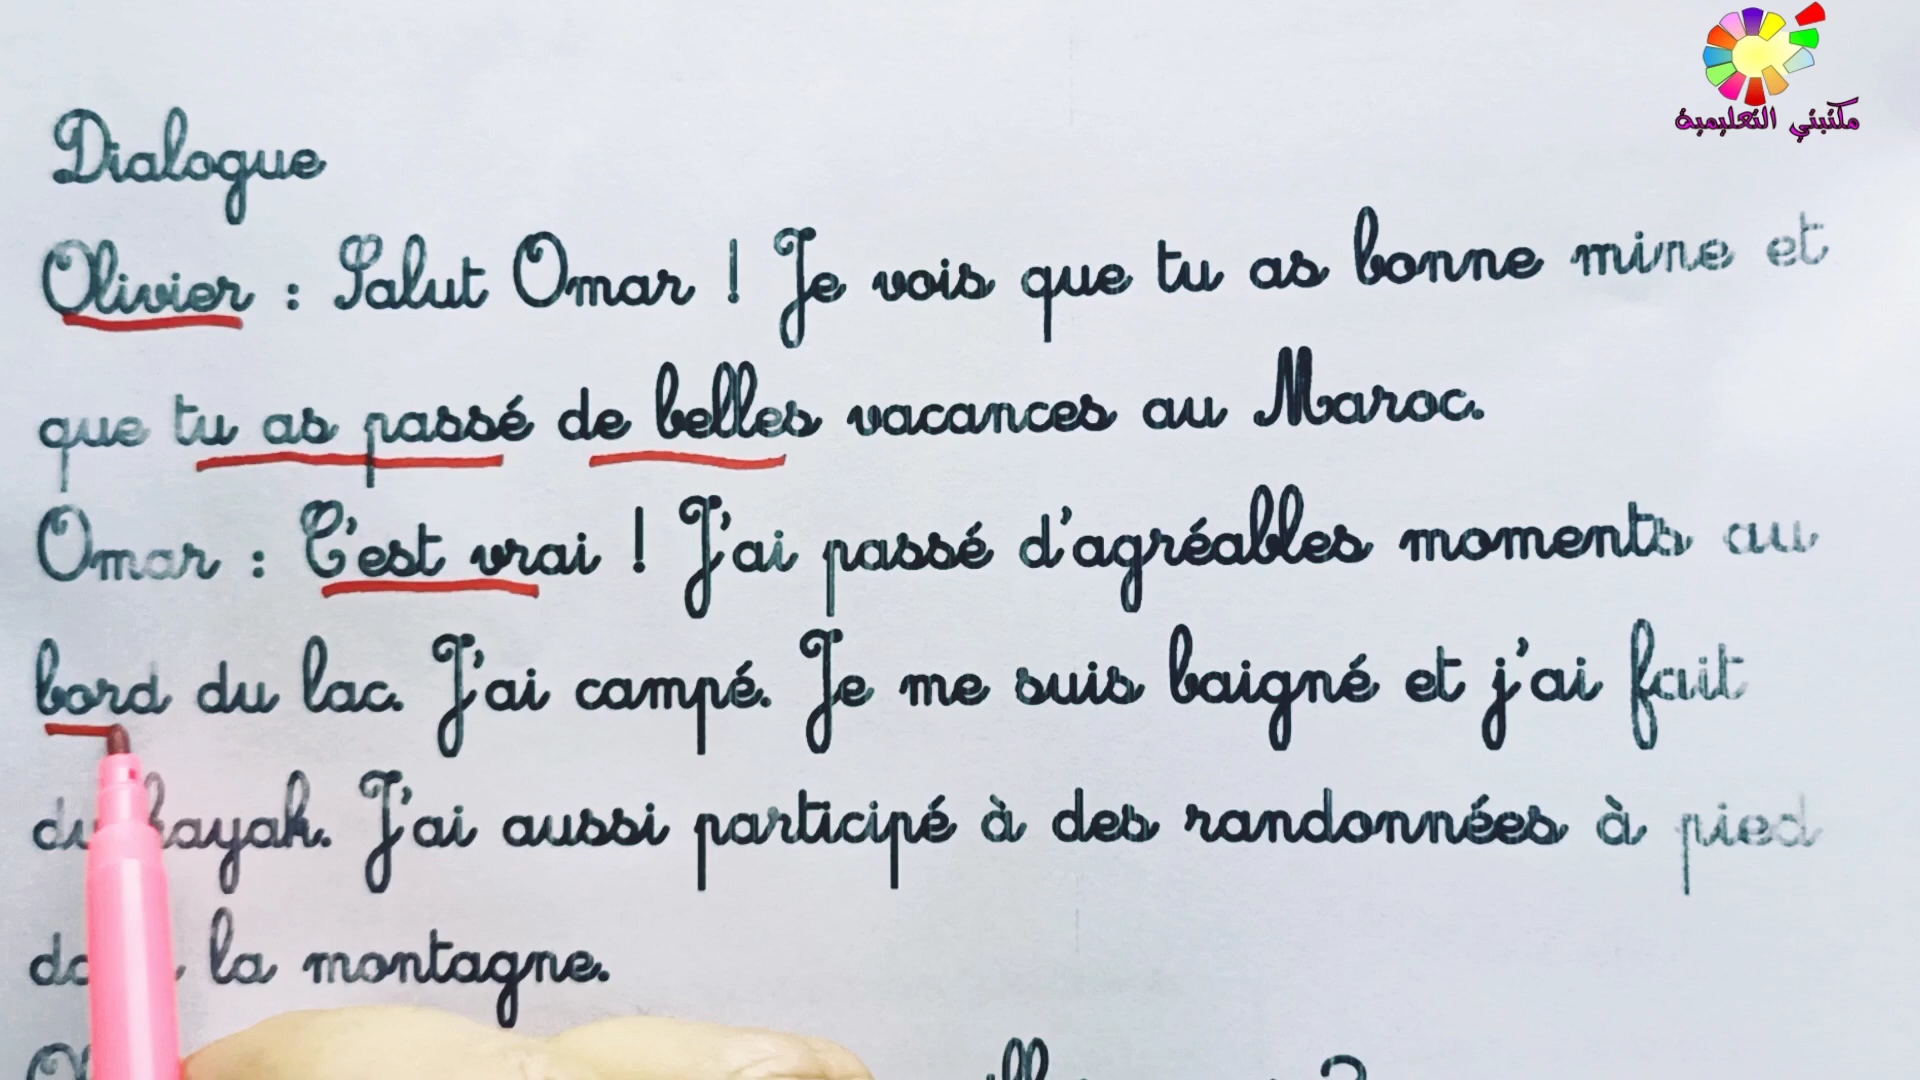 مكتبتي التعليمية
Dialogue
Olivier : Salut Omar ! Je vois que tu as bonne mine et
que tu as passé de belles vacances au Maroc.
Omar : C'est vrai ! J'ai passé d'agréables moments au
bord du lac. J'ai campé. Je me suis baigné et j'ai fait
du kayak. J'ai aussi participé à des randonnées à pied
la montagne.
?